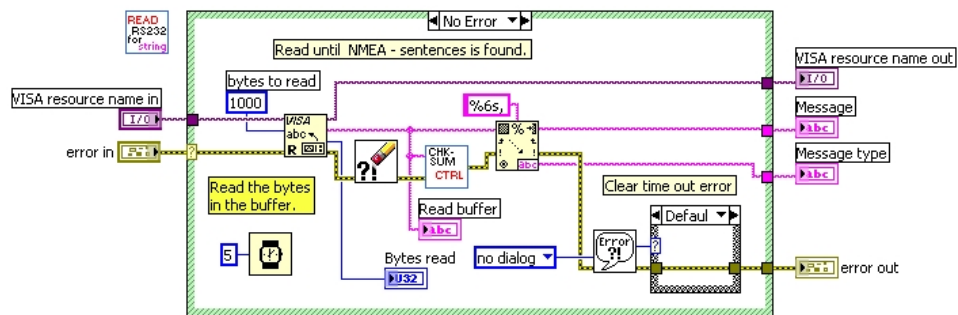 READ
RS232
for
string
No Error
Read until NMEA - sentences is found.
VISA resource name in
I/O
error in
?
bytes to read
1000
VISA
abc
R
?!
CHK-
SUM
CTRL
%6s,
%
abc
Read the bytes
in the buffer.
5
Read buffer
abc
Bytes read
U32
no dialog
Clear time out error
Error
?!
?
Defaul
VISA resource name out
I/O
Message
abc
Message type
abc
error out